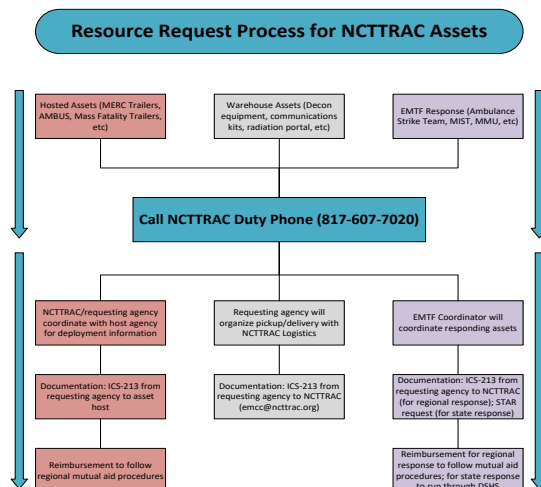 Resource Request Process for NCTTRAC Assets
Hosted Assets (MERC Trailers,
AMBUS, Mass Fatality Trailers,
etc)
Warehouse Assets (Decon
equipment, communications
kits, radiation portal, etc)
EMTF Response (Ambulance
Strike Team, MIST, MMU, etc)
Call NCTTRAC Duty Phone (817-607-7020)
NCTTRAC/requesting agency
coordinate with host agency
for deployment information
Requesting agency will
organize pickup/delivery with
NCTTRAC Logistics
EMTF Coordinator will
coordinate responding assets
Documentation: ICS-213 from
requesting agency to asset
host
Documentation: ICS-213 from
requesting agency to NCTTRAC
(emcc@ncttrac.org)
Documentation: ICS-213 from
requesting agency to NCTTRAC
(for regional response); STAR
request (for state response)
Reimbursement to follow
regional mutual aid procedures
Reimbursement for regional
response to follow mutual aid
procedures; for state response
to run through DSHS